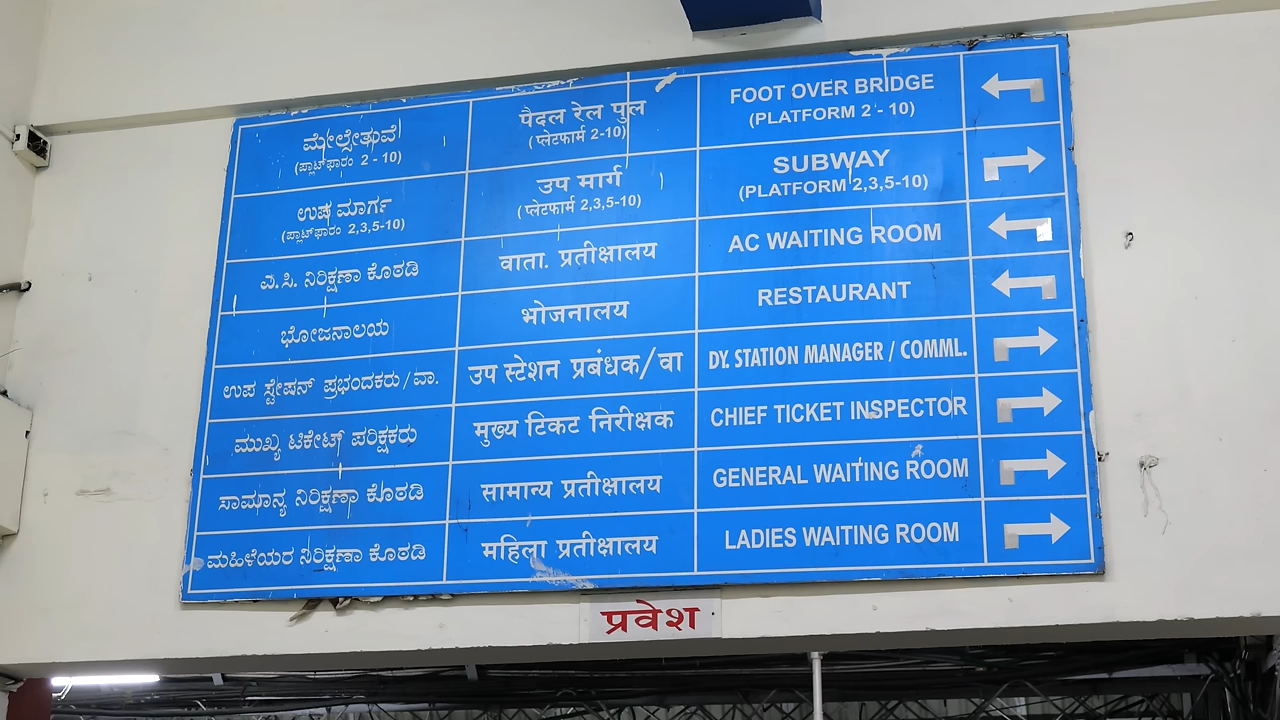 ಮೇಲ್ಸೇತುವೆ
(ಪ್ಲಾಟ್‌ಫಾರಂ 2 - 10)
पैदल रेल पुल
(प्लेटफार्म 2-10)
FOOT OVER BRIDGE
(PLATFORM 2 - 10)
ಉಪ ಮಾರ್ಗ
(ಪ್ಲಾಟ್‌ಫಾರಂ 2,3,5-10)
उप मार्ग
(प्लेटफार्म 2,3,5-10)
SUBWAY
(PLATFORM 2,3,5-10)
ವಿ.ಸಿ. ನಿರಿಕ್ಷಣಾ ಕೊಠಡಿ
वाता. प्रतीक्षालय
AC WAITING ROOM
ಭೋಜನಾಲಯ
भोजनालय
RESTAURANT
ಉಪ ಸ್ಟೇಷನ್ ಪ್ರಭಂದಕರು/ವಾ.
उप स्टेशन प्रबंधक/वा
DY. STATION MANAGER / COMML.
ಮುಖ್ಯ ಟಿಕೇಟ್ ಪರಿಕ್ಷಕರು
मुख्य टिकट निरीक्षक
CHIEF TICKET INSPECTOR
ಸಾಮಾನ್ಯ ನಿರಿಕ್ಷಣಾ ಕೊಠಡಿ
सामान्य प्रतीक्षालय
GENERAL WAITING ROOM
ಮಹಿಳೆಯರ ನಿರಿಕ್ಷಣಾ ಕೊಠಡಿ
महिला प्रतीक्षालय
LADIES WAITING ROOM
प्रवेश